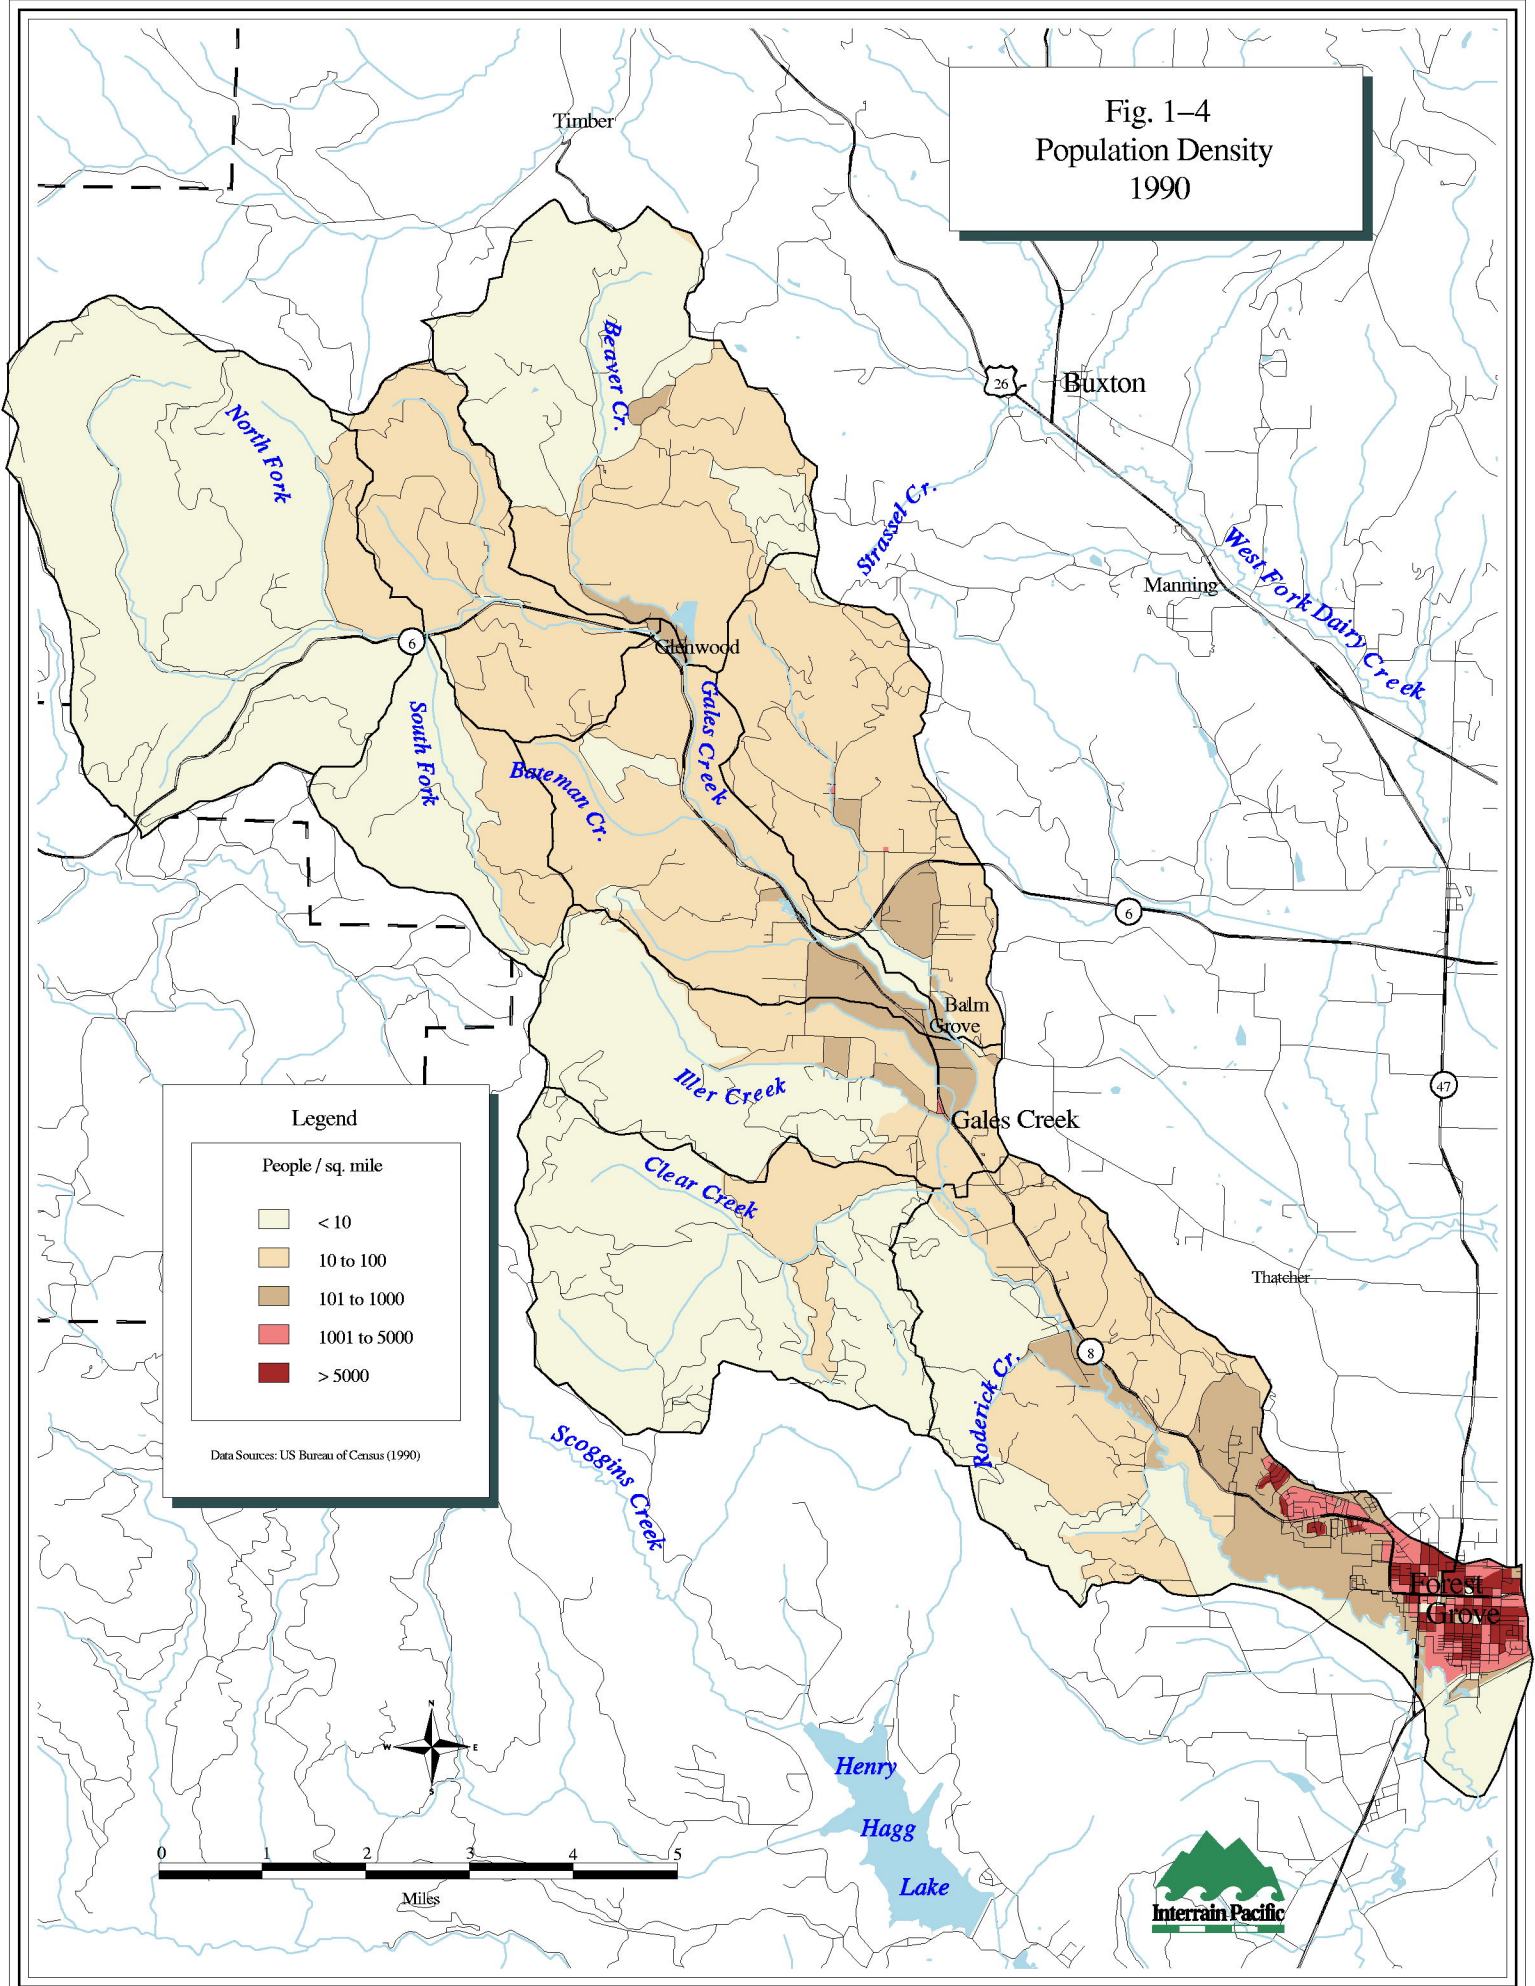 Fig. 1–4
Population Density
1990
Timber
Beaver Cr.
North Fork
26
Buxton
Strassel Cr.
West Fork Dairy Creek
Manning
6
Glenwood
Gales Creek
South Fork
Bateman Cr.
6
Balm
Grove
47
Iller Creek
Gales Creek
Clear Creek
Thatcher
8
Roderick Cr.
Scoggins Creek
Forest
Grove
Legend
People / sq. mile
< 10
10 to 100
101 to 1000
1001 to 5000
> 5000
Data Sources: US Bureau of Census (1990)
N
W E
S
Henry
Hagg
Lake
0 1 2 3 4 5
Miles
Interrain Pacific